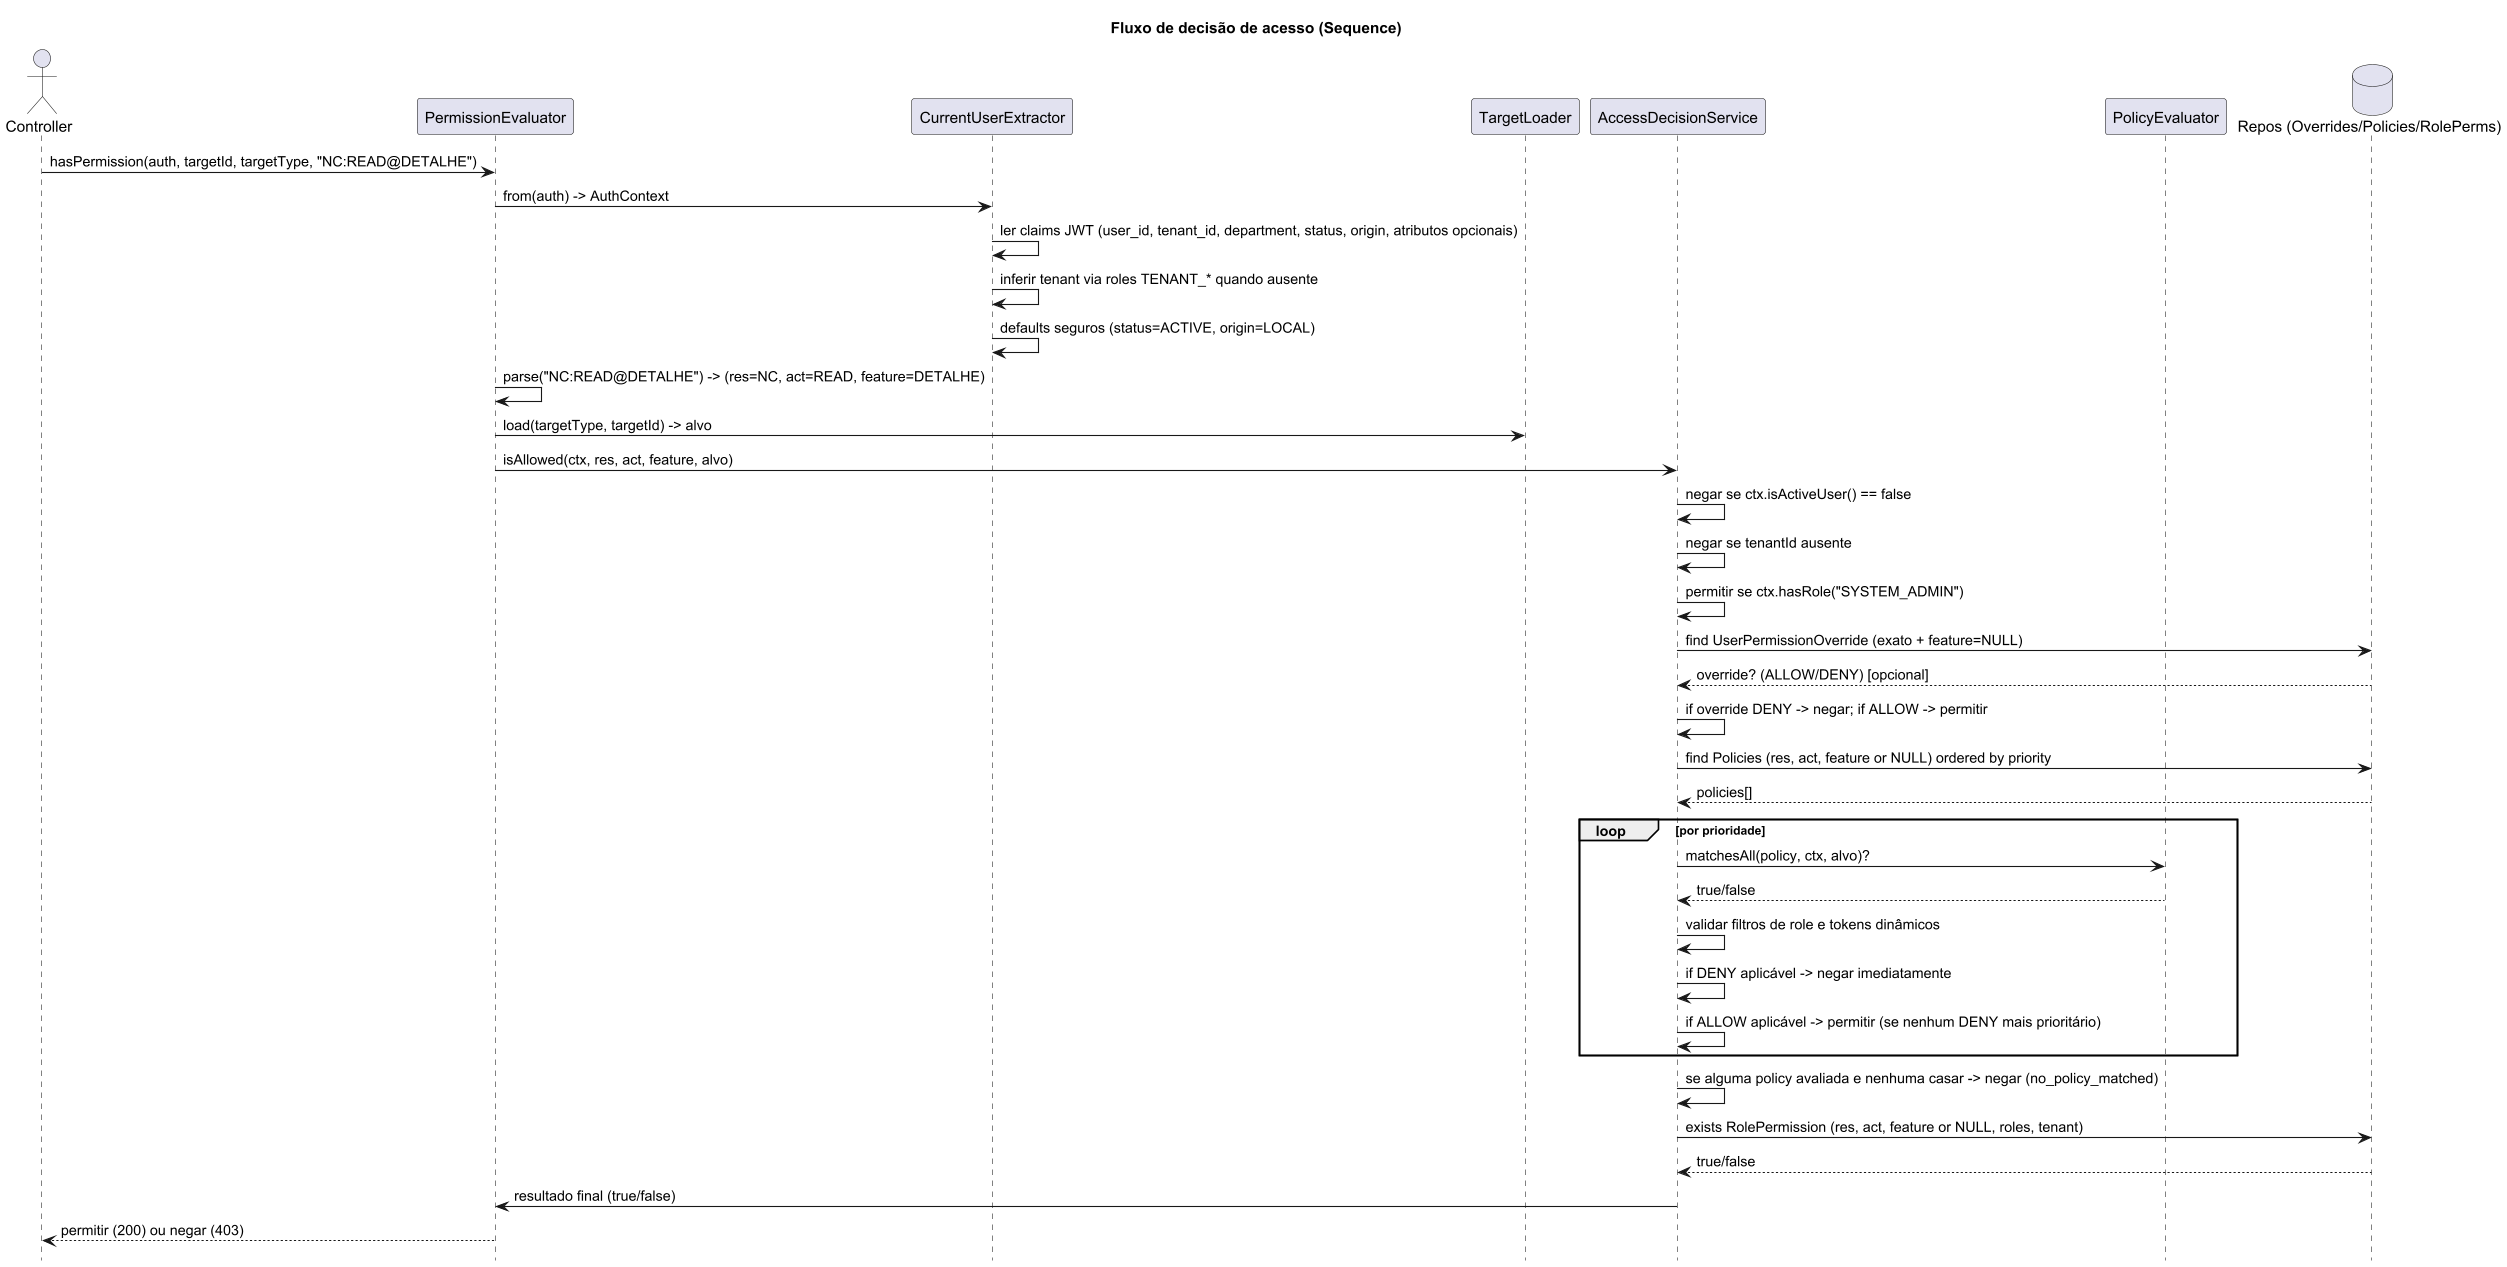 Fluxo de decisão de acesso (Sequence)
Controller
PermissionEvaluator
CurrentUserExtractor
TargetLoader
AccessDecisionService
PolicyEvaluator
Repos (Overrides/Policies/RolePerms)
hasPermission(auth, targetId, targetType, "NC:READ@DETALHE")
from(auth) -> AuthContext
ler claims JWT (user_id, tenant_id, department, status, origin, atributos opcionais)
inferir tenant via roles TENANT_* quando ausente
defaults seguros (status=ACTIVE, origin=LOCAL)
parse("NC:READ@DETALHE") -> (res=NC, act=READ, feature=DETALHE)
load(targetType, targetId) -> alvo
isAllowed(ctx, res, act, feature, alvo)
negar se ctx.isActiveUser() == false
negar se tenantId ausente
permitir se ctx.hasRole("SYSTEM_ADMIN")
find UserPermissionOverride (exato + feature=NULL)
override? (ALLOW/DENY) [opcional]
if override DENY -> negar; if ALLOW -> permitir
find Policies (res, act, feature or NULL) ordered by priority
policies[]
loop
[por prioridade]
matchesAll(policy, ctx, alvo)?
true/false
validar filtros de role e tokens dinâmicos
if DENY aplicável -> negar imediatamente
if ALLOW aplicável -> permitir (se nenhum DENY mais prioritário)
se alguma policy avaliada e nenhuma casar -> negar (no_policy_matched)
exists RolePermission (res, act, feature or NULL, roles, tenant)
true/false
resultado final (true/false)
permitir (200) ou negar (403)